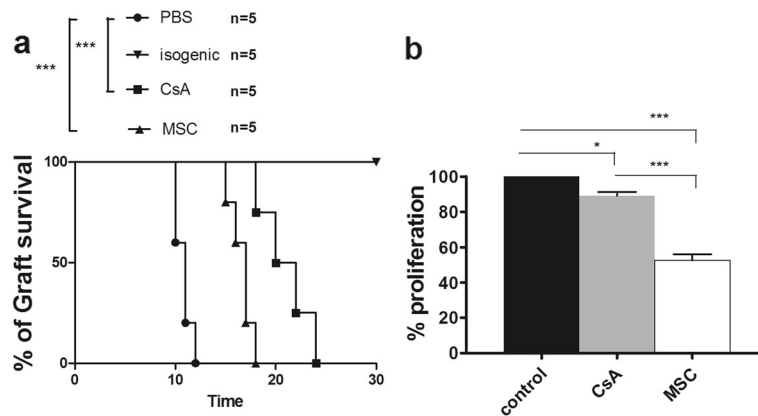 a
*** *** PBS n=5
isogenic n=5
CsA n=5
MSC n=5
% of Graft survival
100
50
0
0 10 20 30
Time
b
***
* ***
% proliferation
100
80
60
40
20
0
control CsA MSC